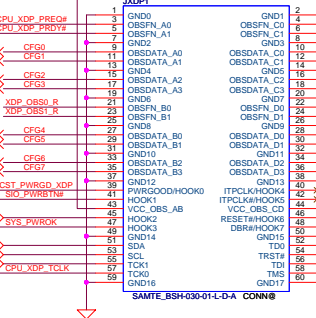 JXDP1
1 GND0 GND1 2
CPU_XDP_PREQ# 3 OBSFN_A0 OBSFN_C0 4
CPU_XDP_PRDY# 5 OBSFN_A1 OBSFN_C1 6
7 GND2 GND3 8
CFG0 9 OBSDATA_A0 OBSDATA_C0 10
CFG1 11 OBSDATA_A1 OBSDATA_C1 12
13 GND4 GND5 14
CFG2 15 OBSDATA_A2 OBSDATA_C2 16
CFG3 17 OBSDATA_A3 OBSDATA_C3 18
19 GND6 GND7 20
XDP_OBS0_R 21 OBSFN_B0 OBSFN_D0 22
XDP_OBS1_R 23 OBSFN_B1 OBSFN_D1 24
25 GND8 GND9 26
CFG4 27 OBSDATA_B0 OBSDATA_D0 28
CFG5 29 OBSDATA_B1 OBSDATA_D1 30
31 GND10 GND11 32
CFG6 33 OBSDATA_B2 OBSDATA_D2 34
CFG7 35 OBSDATA_B3 OBSDATA_D3 36
37 GND12 GND13 38
CST_PWRGD_XDP 39 PWRGOOD/HOOK0 ITPCLK/HOOK4 40
SIO_PWRBTN# 41 HOOK1 ITPCLK#/HOOK5 42
43 VCC_OBS_AB VCC_OBS_CD 44
45 HOOK2 RESET#/HOOK6 46
SYS_PWROK 47 HOOK3 DBR#/HOOK7 48
49 GND14 GND15 50
51 SDA TD0 52
53 SCL TRST# 54
55 TCK1 TDI 56
CPU_XDP_TCLK 57 TCK0 TMS 58
59 GND16 GND17 60
SAMTE_BSH-030-01-L-D-A CONN@